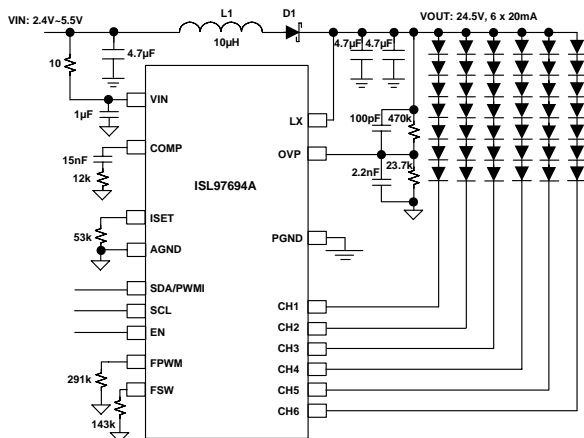 VIN: 2.4V~5.5V
L1
10µH
D1
VOUT: 24.5V, 6 x 20mA
10
4.7µF
4.7µF
4.7µF
1µF
VIN
LX
100pF
470k
15nF
12k
COMP
OVP
2.2nF
23.7k
ISL97694A
53k
ISET
AGND
PGND
SDA/PWMI
SCL
EN
CH1
CH2
CH3
CH4
CH5
CH6
291k
FPWM
143k
FSW